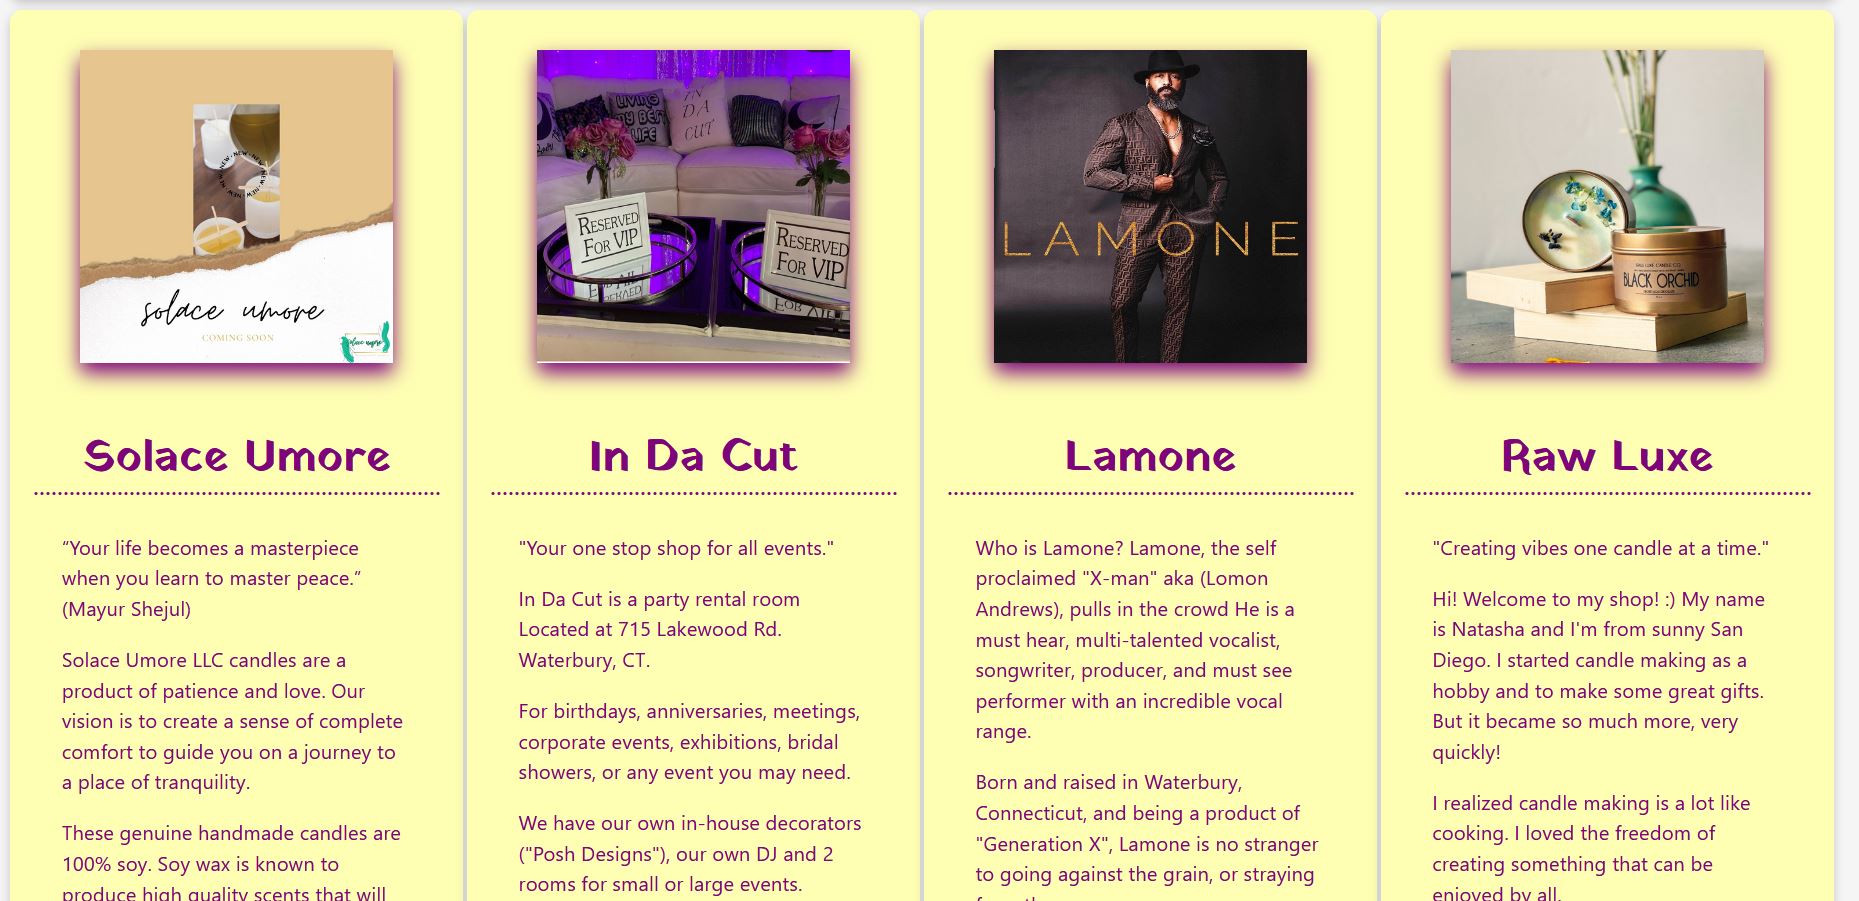 NEW · NEW · NEW · NEW · NEW
solace umore
COMING SOON
Solace Umore
“Your life becomes a masterpiece
when you learn to master peace.”
(Mayur Shejul)
Solace Umore LLC candles are a
product of patience and love. Our
vision is to create a sense of complete
comfort to guide you on a journey to
a place of tranquility.
These genuine handmade candles are
100% soy. Soy wax is known to
produce high quality scents that will
LIVING
MY BEST
LIFE
IN
DA
CUT
RESERVED
FOR VIP
RESERVED
FOR VIP
In Da Cut
"Your one stop shop for all events."
In Da Cut is a party rental room
Located at 715 Lakewood Rd.
Waterbury, CT.
For birthdays, anniversaries, meetings,
corporate events, exhibitions, bridal
showers, or any event you may need.
We have our own in-house decorators
("Posh Designs"), our own DJ and 2
rooms for small or large events.
LAMONE
Lamone
Who is Lamone? Lamone, the self
proclaimed "X-man" aka (Lomon
Andrews), pulls in the crowd He is a
must hear, multi-talented vocalist,
songwriter, producer, and must see
performer with an incredible vocal
range.
Born and raised in Waterbury,
Connecticut, and being a product of
"Generation X", Lamone is no stranger
to going against the grain, or straying
BLACK ORCHID
Raw Luxe
"Creating vibes one candle at a time."
Hi! Welcome to my shop! :) My name
is Natasha and I'm from sunny San
Diego. I started candle making as a
hobby and to make some great gifts.
But it became so much more, very
quickly!
I realized candle making is a lot like
cooking. I loved the freedom of
creating something that can be
enjoyed by all.